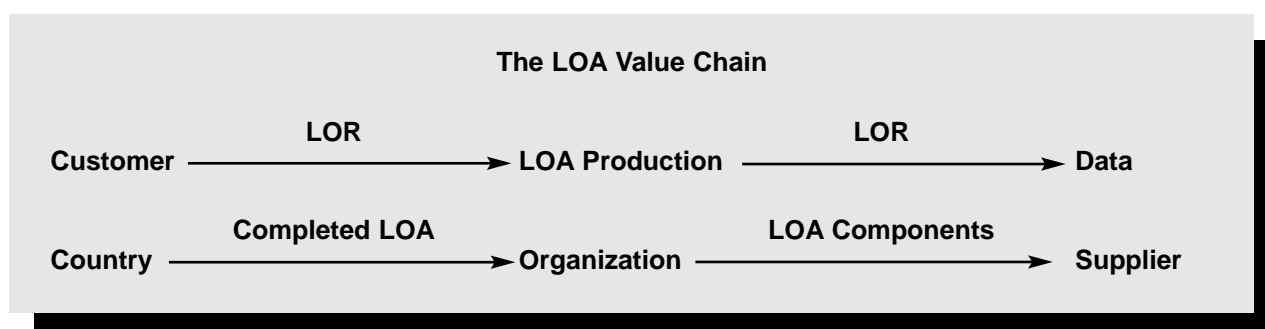 The LOA Value Chain
LOR LOR
Customer LOA Production Data
Completed LOA LOA Components
Country Organization Supplier